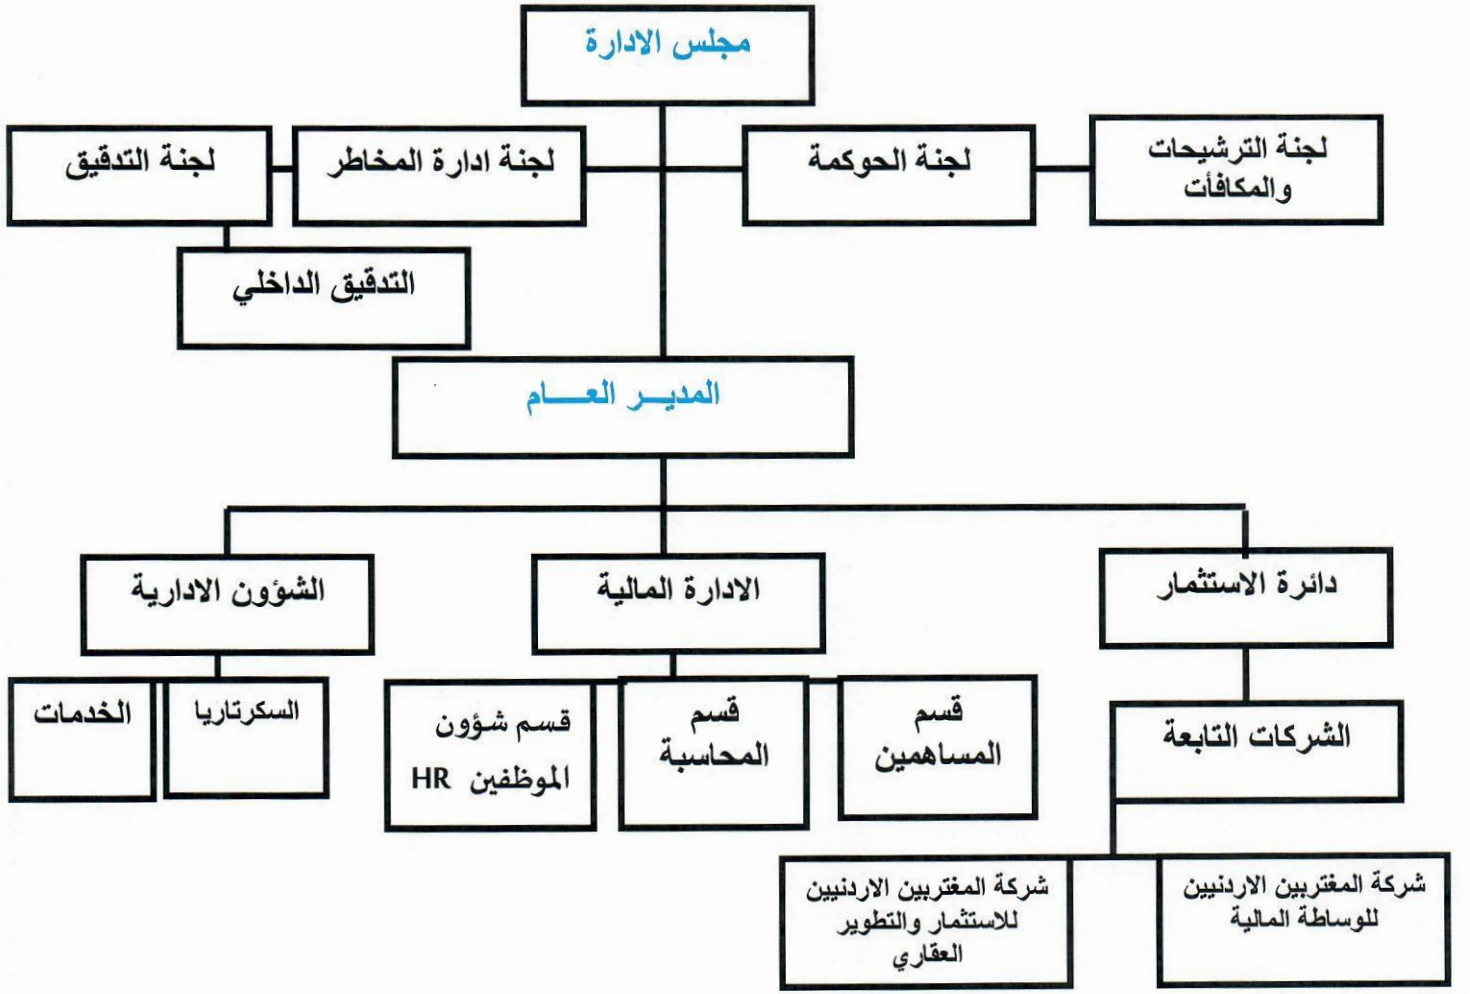 مجلس الادارة
لجنة الترشيحات
والمكافأت
لجنة الحوكمة
لجنة ادارة المخاطر
لجنة التدقيق
التدقيق الداخلي
المديـــر العــــام
دائرة الاستثمار
الادارة المالية
الشؤون الادارية
الشركات التابعة
قسم
المساهمين
قسم
المحاسبة
قسم شؤون
الموظفين HR
السكرتاريا
الخدمات
شركة المغتربين الاردنيين
للوساطة المالية
شركة المغتربين الاردنيين
للاستثمار والتطوير
العقاري